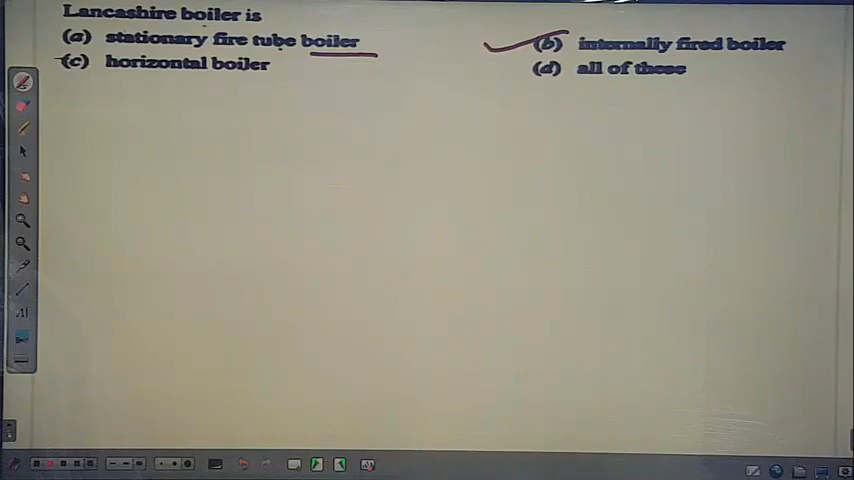 Lancashire boiler is
(a) stationary fire tube boiler (b) internally fired boiler
(c) horizontal boiler (d) all of these